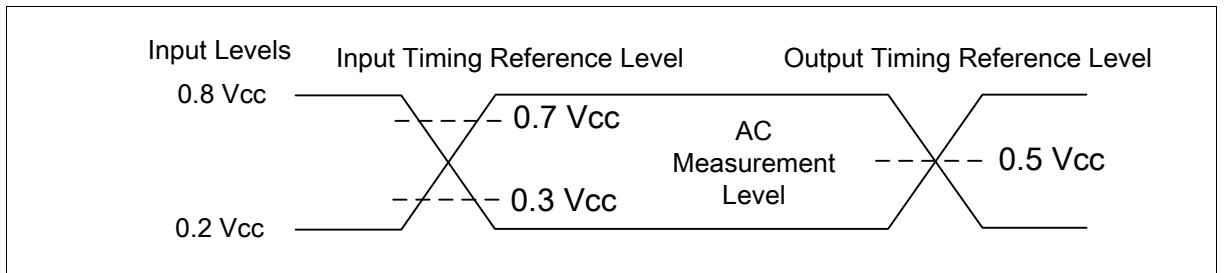 Input Levels
Input Timing Reference Level
Output Timing Reference Level
0.8 Vcc
0.7 Vcc
AC
Measurement
Level
0.5 Vcc
0.3 Vcc
0.2 Vcc